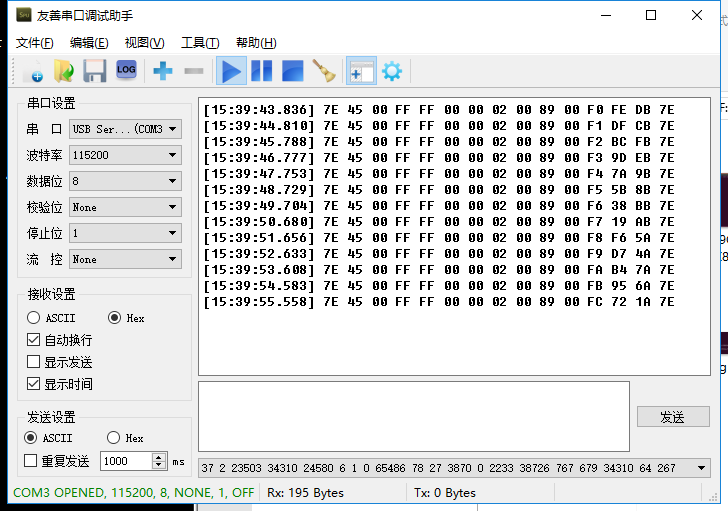 友善串口调试助手
文件(F) 编辑(E) 视图(V) 工具(T) 帮助(H)
LOG
串口设置
串 口 USB Ser...(COM3
波特率 115200
数据位 8
校验位 None
停止位 1
流 控 None
接收设置
ASCII Hex
自动换行
显示发送
显示时间
发送设置
ASCII Hex
重复发送 1000 ms
[15:39:43.836] 7E 45 00 FF FF 00 00 02 00 89 00 F0 FE DB 7E
[15:39:44.810] 7E 45 00 FF FF 00 00 02 00 89 00 F1 DF CB 7E
[15:39:45.788] 7E 45 00 FF FF 00 00 02 00 89 00 F2 BC FB 7E
[15:39:46.777] 7E 45 00 FF FF 00 00 02 00 89 00 F3 9D EB 7E
[15:39:47.753] 7E 45 00 FF FF 00 00 02 00 89 00 F4 7A 9B 7E
[15:39:48.729] 7E 45 00 FF FF 00 00 02 00 89 00 F5 5B 8B 7E
[15:39:49.704] 7E 45 00 FF FF 00 00 02 00 89 00 F6 38 BB 7E
[15:39:50.680] 7E 45 00 FF FF 00 00 02 00 89 00 F7 19 AB 7E
[15:39:51.656] 7E 45 00 FF FF 00 00 02 00 89 00 F8 F6 5A 7E
[15:39:52.633] 7E 45 00 FF FF 00 00 02 00 89 00 F9 D7 4A 7E
[15:39:53.608] 7E 45 00 FF FF 00 00 02 00 89 00 FA B4 7A 7E
[15:39:54.583] 7E 45 00 FF FF 00 00 02 00 89 00 FB 95 6A 7E
[15:39:55.558] 7E 45 00 FF FF 00 00 02 00 89 00 FC 72 1A 7E
发送
37 2 23503 34310 24580 6 1 0 65486 78 27 3870 0 2233 38726 767 679 34310 64 267
COM3 OPENED, 115200, 8, NONE, 1, OFF Rx: 195 Bytes Tx: 0 Bytes